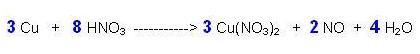 3 Cu + 8 HNO₃ -----------> 3 Cu(NO₃)₂ + 2 NO + 4 H₂O